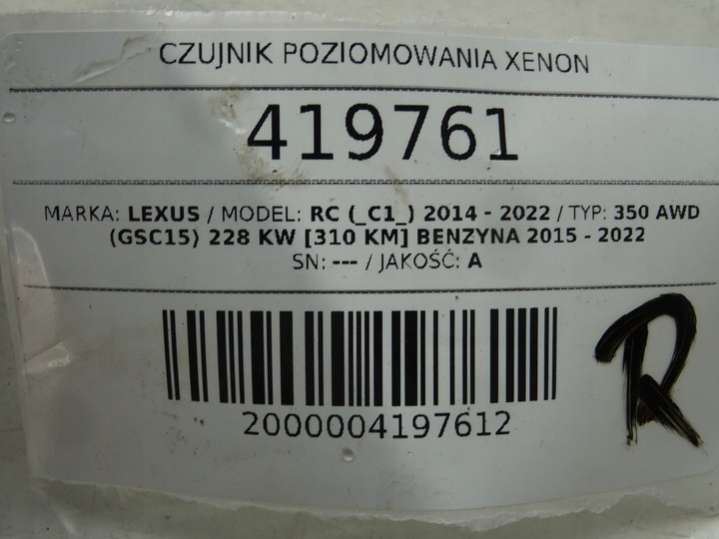 CZUJNIK POZIOMOWANIA XENON
419761
MARKA: LEXUS / MODEL: RC (_C1_) 2014 - 2022 / TYP: 350 AWD
(GSC15) 228 KW [310 KM] BENZYNA 2015 - 2022
SN: --- / JAKOŚĆ: A
R
2000004197612